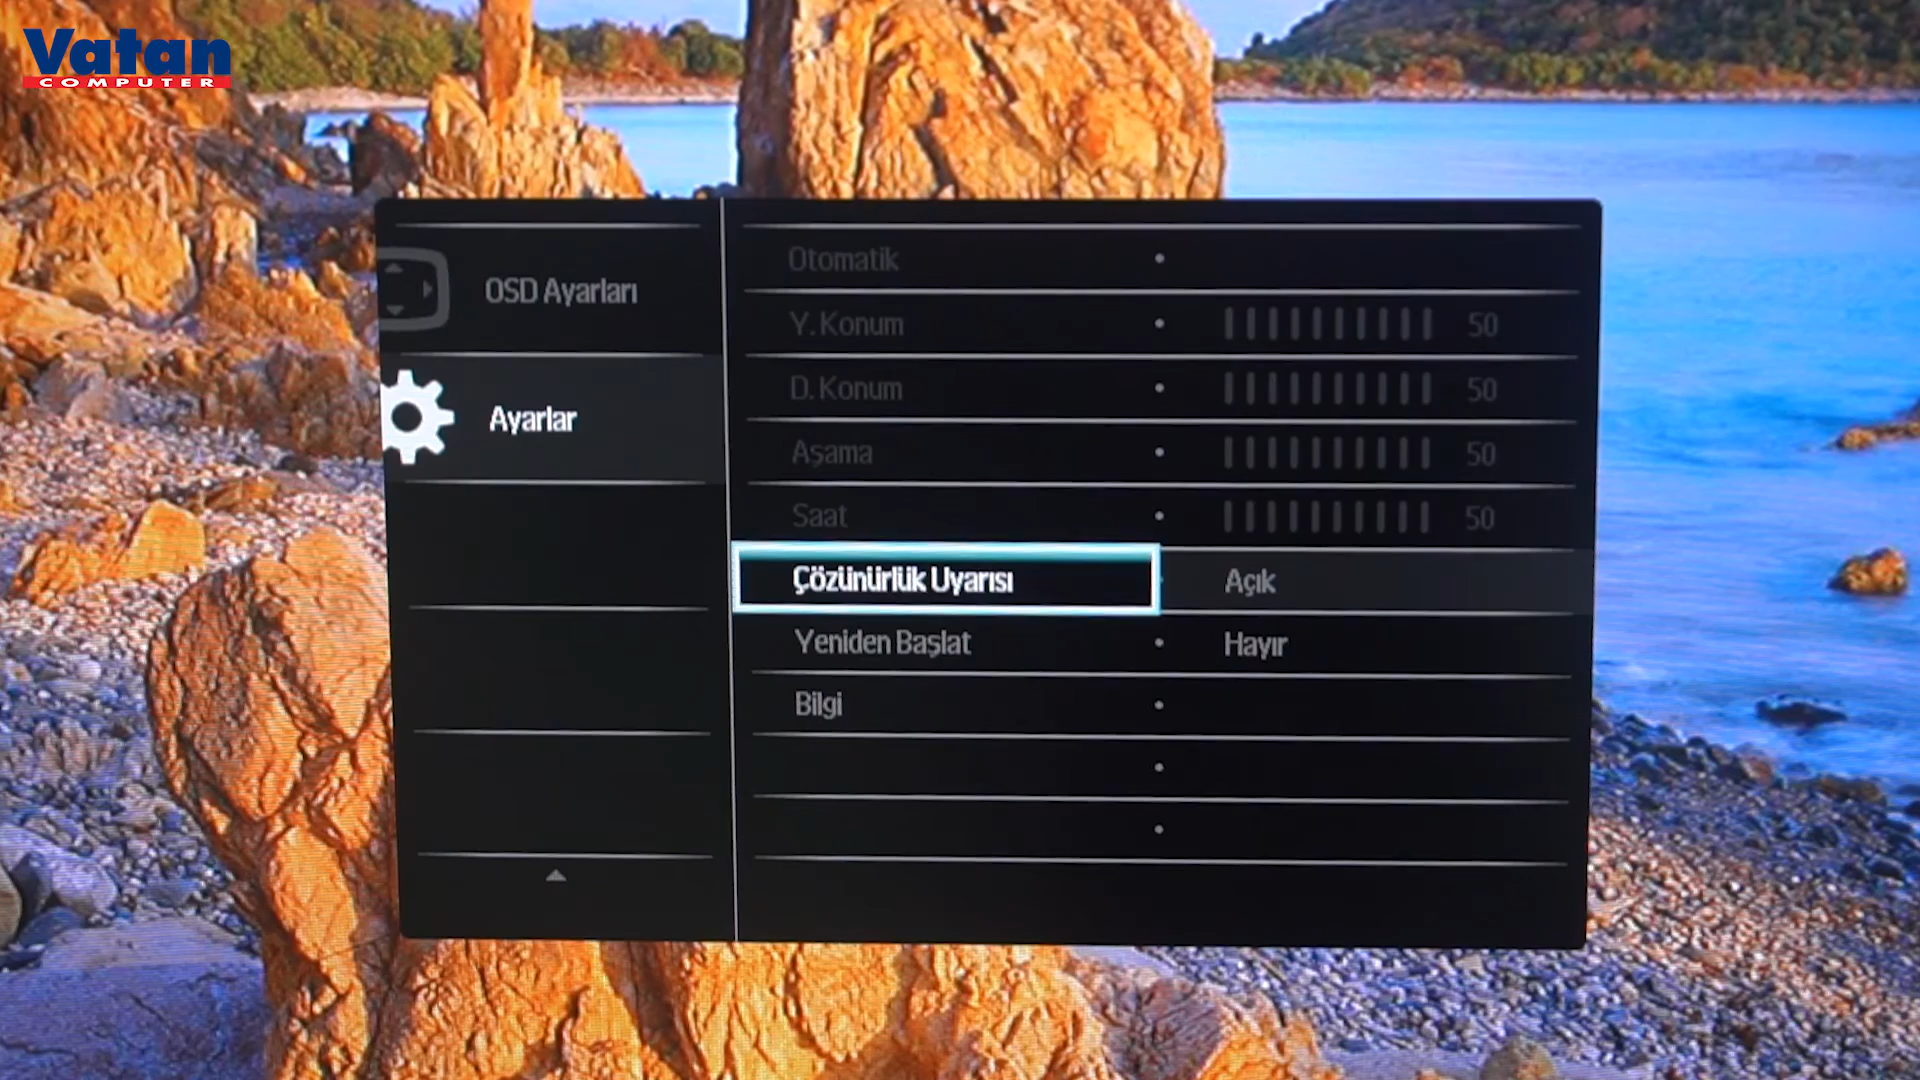 Vatan
COMPUTER
OSD Ayarları
Ayarlar
Otomatik
Y. Konum 50
D. Konum 50
Aşama 50
Saat 50
Çözünürlük Uyarısı Açık
Yeniden Başlat Hayır
Bilgi